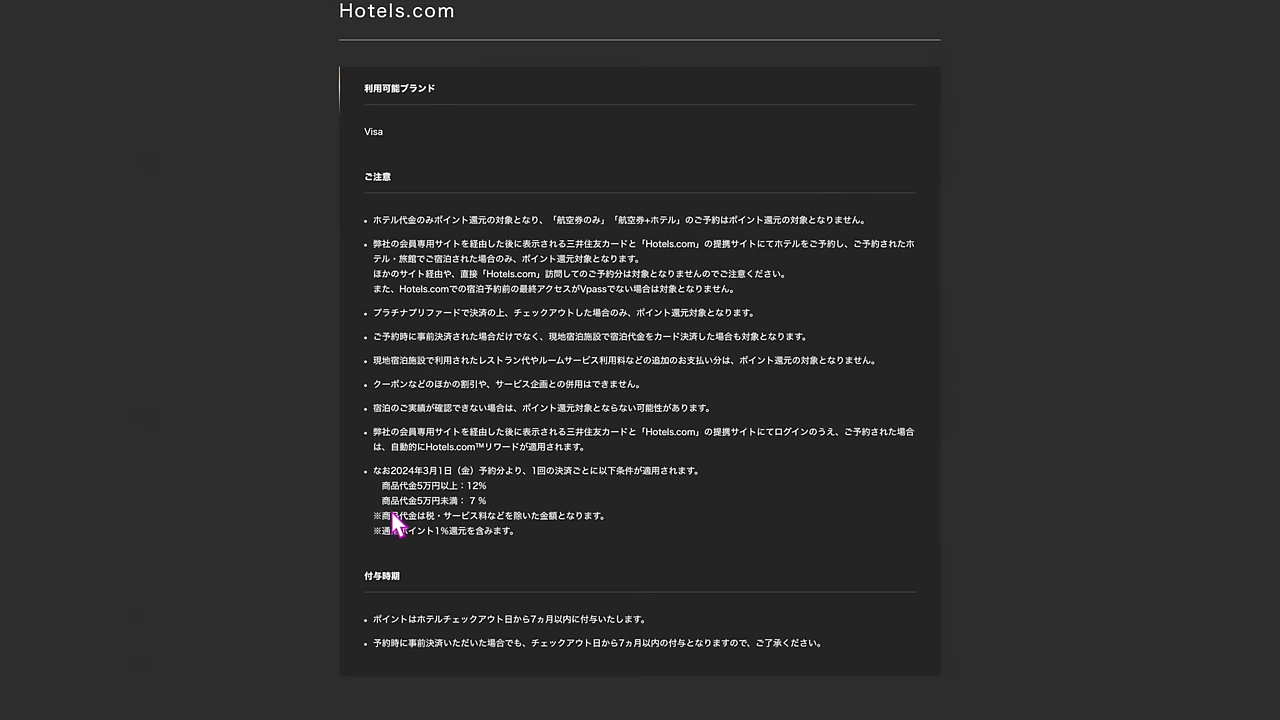 Hotels.com
利用可能ブランド
Visa
ご注意
• ホテル代金のみポイント還元の対象となり、「航空券のみ」「航空券+ホテル」のご予約はポイント還元の対象となりません。
• 弊社の会員専用サイトを経由した後に表示される三井住友カードと「Hotels.com」の提携サイトにてホテルをご予約し、ご予約されたホ
テル・旅館でご宿泊された場合のみ、ポイント還元対象となります。
ほかのサイト経由や、直接「Hotels.com」訪問してのご予約分は対象となりませんのでご注意ください。
また、Hotels.comでの宿泊予約前の最終アクセスがVpassでない場合は対象となりません。
• プラチナプリファードで決済の上、チェックアウトした場合のみ、ポイント還元対象となります。
• ご予約時に事前決済された場合だけでなく、現地宿泊施設で宿泊代金をカード決済した場合も対象となります。
• 現地宿泊施設で利用されたレストラン代やルームサービス利用料などの追加のお支払い分は、ポイント還元の対象となりません。
• クーポンなどのほかの割引や、サービス企画との併用はできません。
• 宿泊のご実績が確認できない場合は、ポイント還元対象とならない可能性があります。
• 弊社の会員専用サイトを経由した後に表示される三井住友カードと「Hotels.com」の提携サイトにてログインのうえ、ご予約された場合
は、自動的にHotels.com™リワードが適用されます。
• なお2024年3月1日（金）予約分より、1回の決済ごとに以下条件が適用されます。
商品代金5万円以上：12%
商品代金5万円未満： 7 %
※商品代金は税・サービス料などを除いた金額となります。
※通ポイント1%還元を含みます。
付与時期
• ポイントはホテルチェックアウト日から7ヵ月以内に付与いたします。
• 予約時に事前決済いただいた場合でも、チェックアウト日から7ヵ月以内の付与となりますので、ご了承ください。